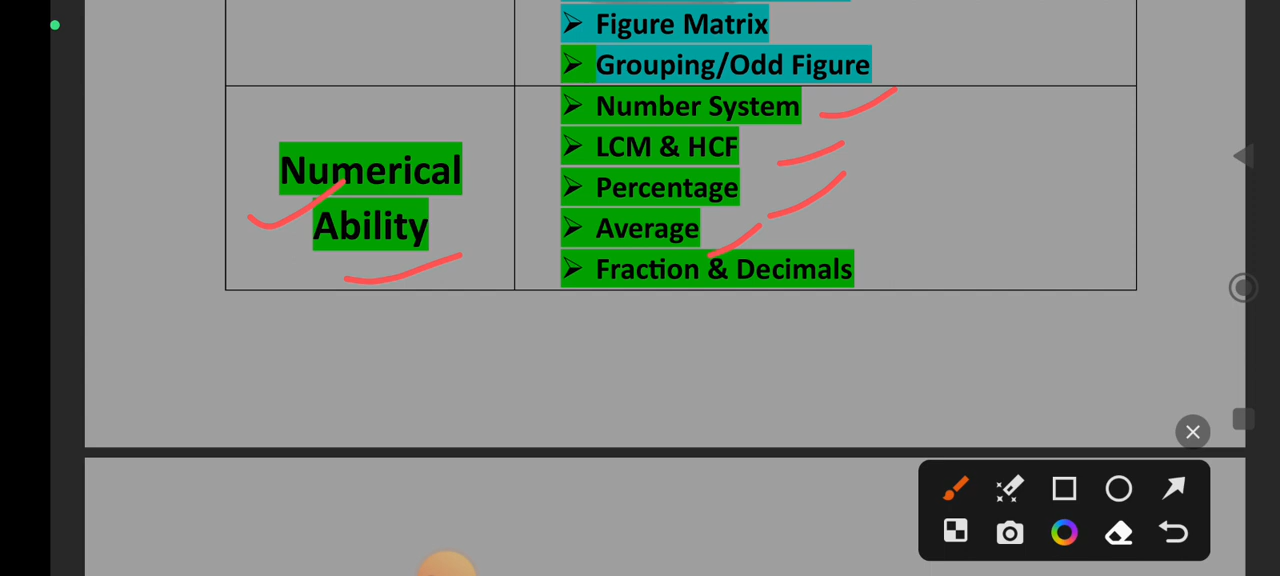 Figure Matrix
Grouping/Odd Figure
Number System
LCM & HCF
Numerical
Ability
Percentage
Average
Fraction & Decimals